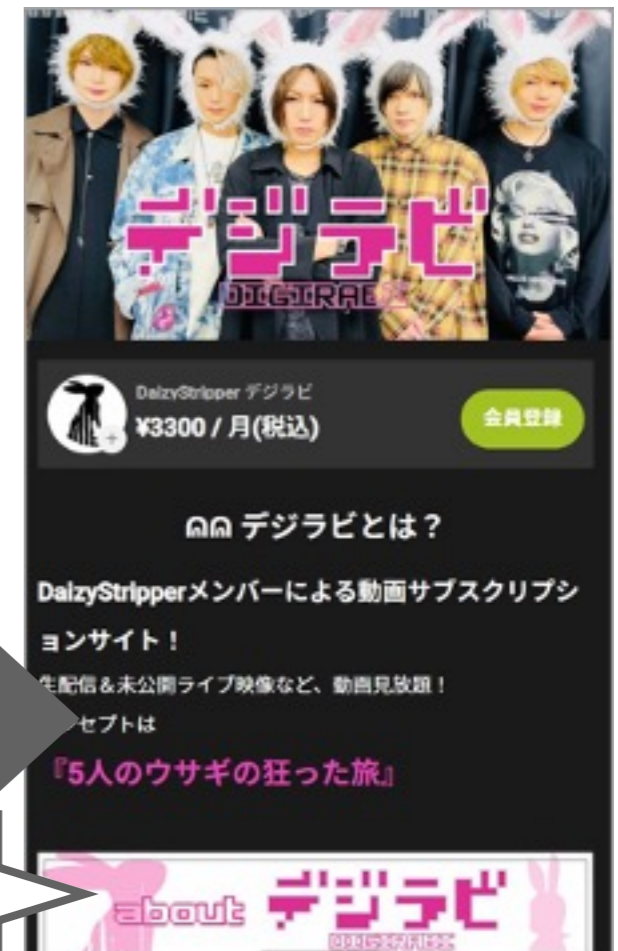 デジラビ
DIGIRABI
DaizyStripper デジラビ
¥3300 / 月(税込)
会員登録
デジラビとは？
DaizyStripperメンバーによる動画サブスクリプシ
ョンサイト！
生配信&未公開ライブ映像など、動画見放題！
セプトは
『5人のウサギの狂った旅』
about デジラビ
DIGIRABI